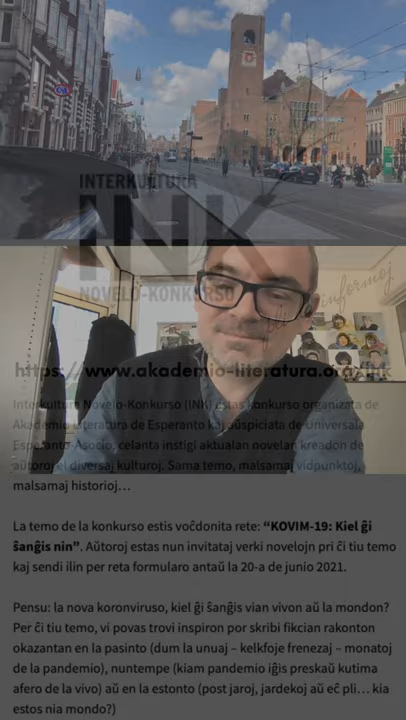 INTERKULTURA
INK
NOVELO-KONKURSO
informoj
https://www.akademio-literatura.org/ink
Interkultura Novelo-Konkurso (INK) estas konkurso organizata de
Akademio Literatura de Esperanto kaj aŭspiciata de Universala
Esperanto-Asocio, celanta instigi aktualan novelan kreadon de
aŭtoroj el diversaj kulturoj. Sama temo, malsamaj vidpunktoj,
malsamaj historioj…
La temo de la konkurso estis voĉdonita rete: “KOVIM-19: Kiel ĝi
ŝanĝis nin”. Aŭtoroj estas nun invitataj verki novelojn pri ĉi tiu temo
kaj sendi ilin per reta formularo antaŭ la 20-a de junio 2021.
Pensu: la nova koronviruso, kiel ĝi ŝanĝis vian vivon aŭ la mondon?
Per ĉi tiu temo, vi povas trovi inspiron por skribi fikcian rakonton
okazantan en la pasinto (dum la unuaj – kelkfoje frenezaj – monatoj
de la pandemio), nuntempe (kiam pandemio iĝis preskaŭ kutima
afero de la vivo) aŭ en la estonto (post jaroj, jardekoj aŭ eĉ pli… kia
estos nia mondo?)